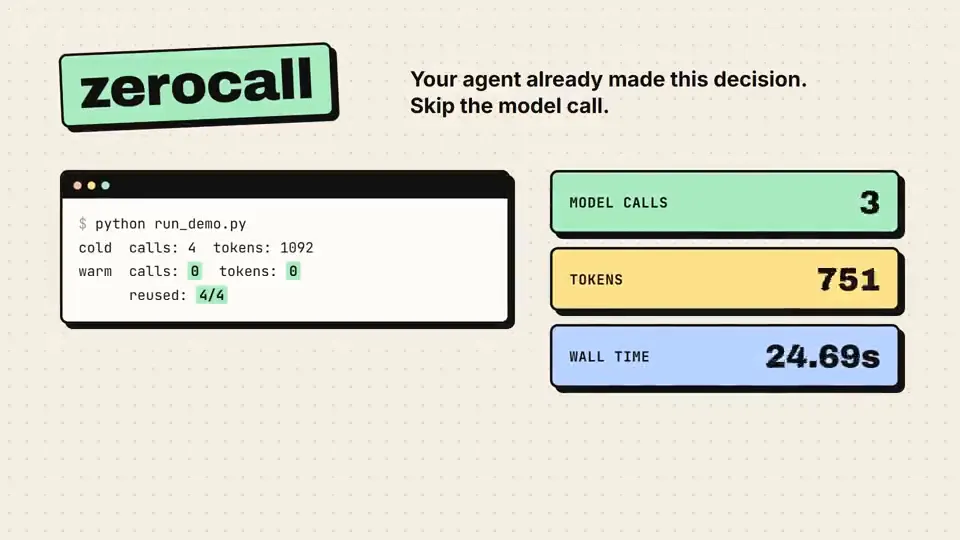 zerocall
Your agent already made this decision.
Skip the model call.
$ python run_demo.py
cold calls: 4 tokens: 1092
warm calls: 0 tokens: 0
reused: 4/4
MODEL CALLS 3
TOKENS 751
WALL TIME 24.69s